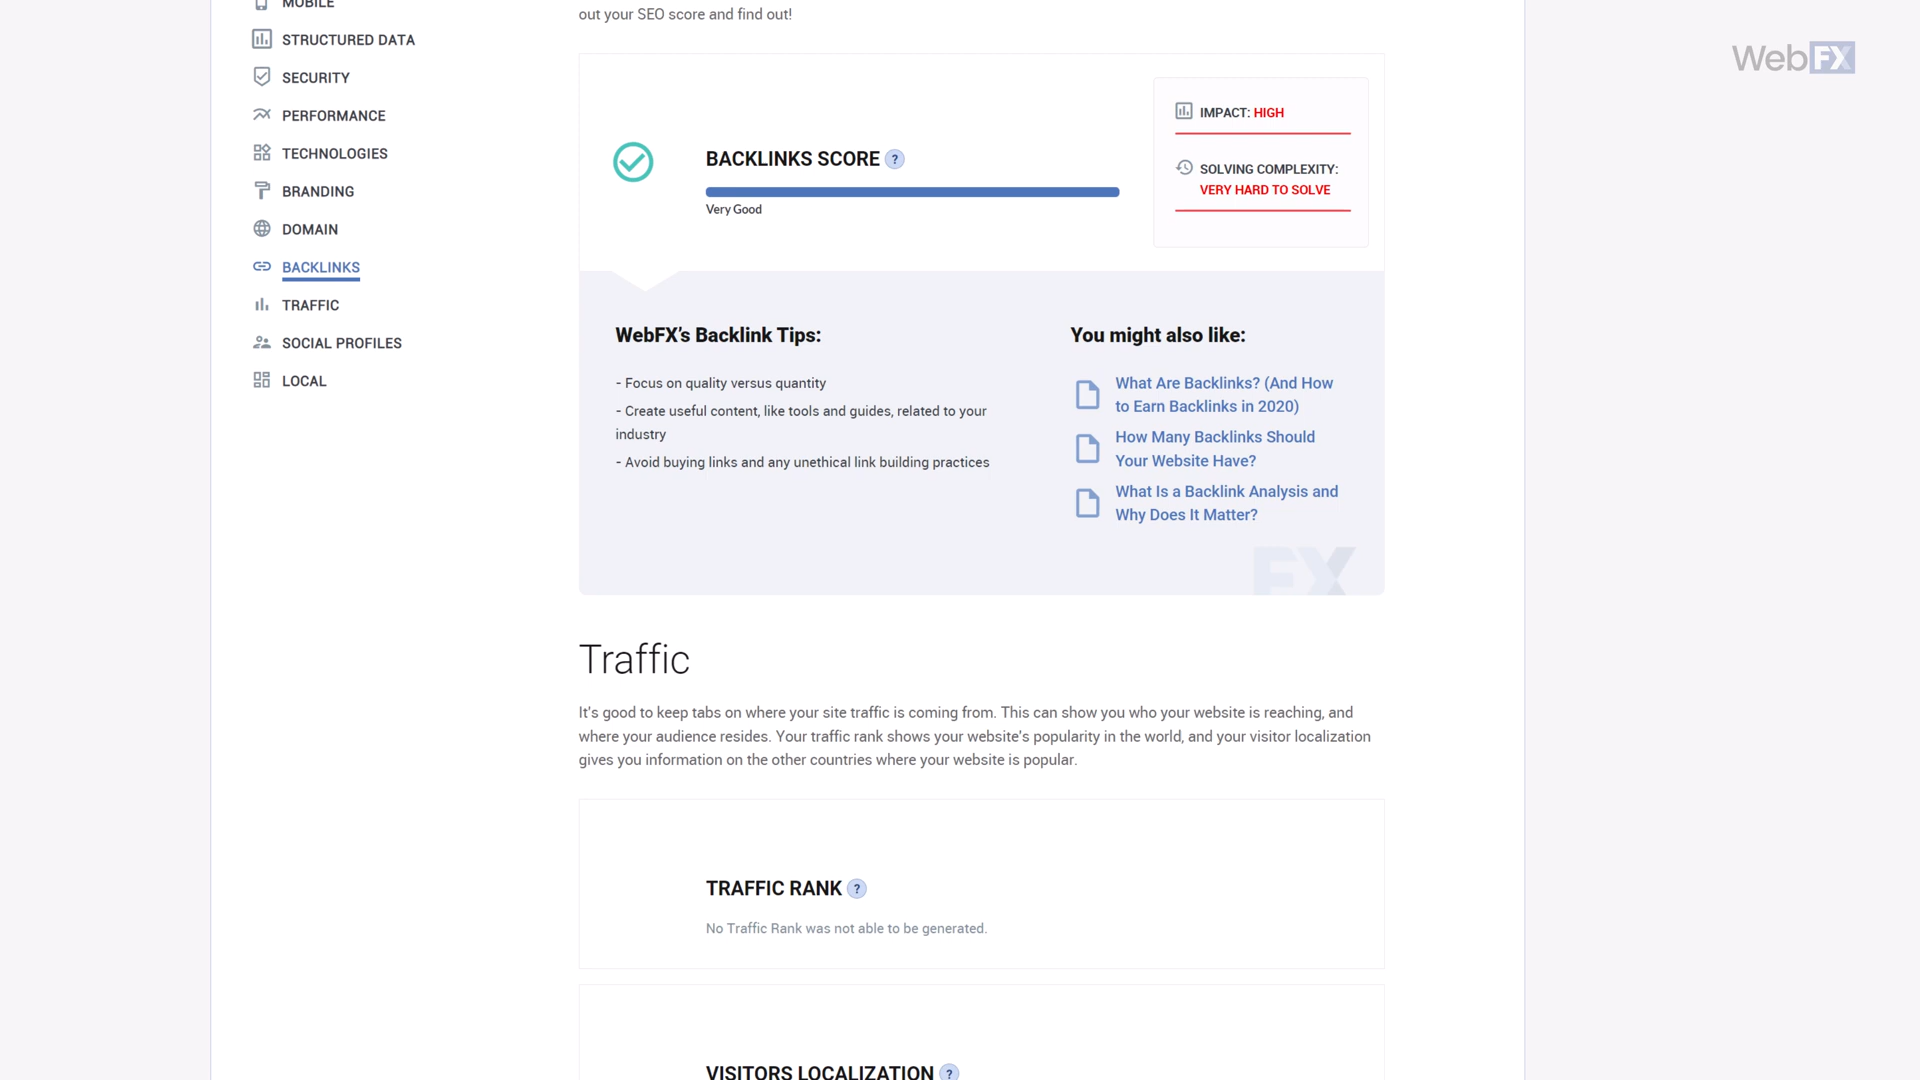 MOBILE
STRUCTURED DATA
SECURITY
PERFORMANCE
TECHNOLOGIES
BRANDING
DOMAIN
BACKLINKS
TRAFFIC
SOCIAL PROFILES
LOCAL
WebFX
out your SEO score and find out!
BACKLINKS SCORE ?
Very Good
IMPACT: HIGH
SOLVING COMPLEXITY:
VERY HARD TO SOLVE
WebFX's Backlink Tips:
- Focus on quality versus quantity
- Create useful content, like tools and guides, related to your
industry
- Avoid buying links and any unethical link building practices
You might also like:
What Are Backlinks? (And How
to Earn Backlinks in 2020)
How Many Backlinks Should
Your Website Have?
What Is a Backlink Analysis and
Why Does It Matter?
FX
Traffic
It's good to keep tabs on where your site traffic is coming from. This can show you who your website is reaching, and
where your audience resides. Your traffic rank shows your website's popularity in the world, and your visitor localization
gives you information on the other countries where your website is popular.
TRAFFIC RANK ?
No Traffic Rank was not able to be generated.
VISITORS LOCALIZATION ?